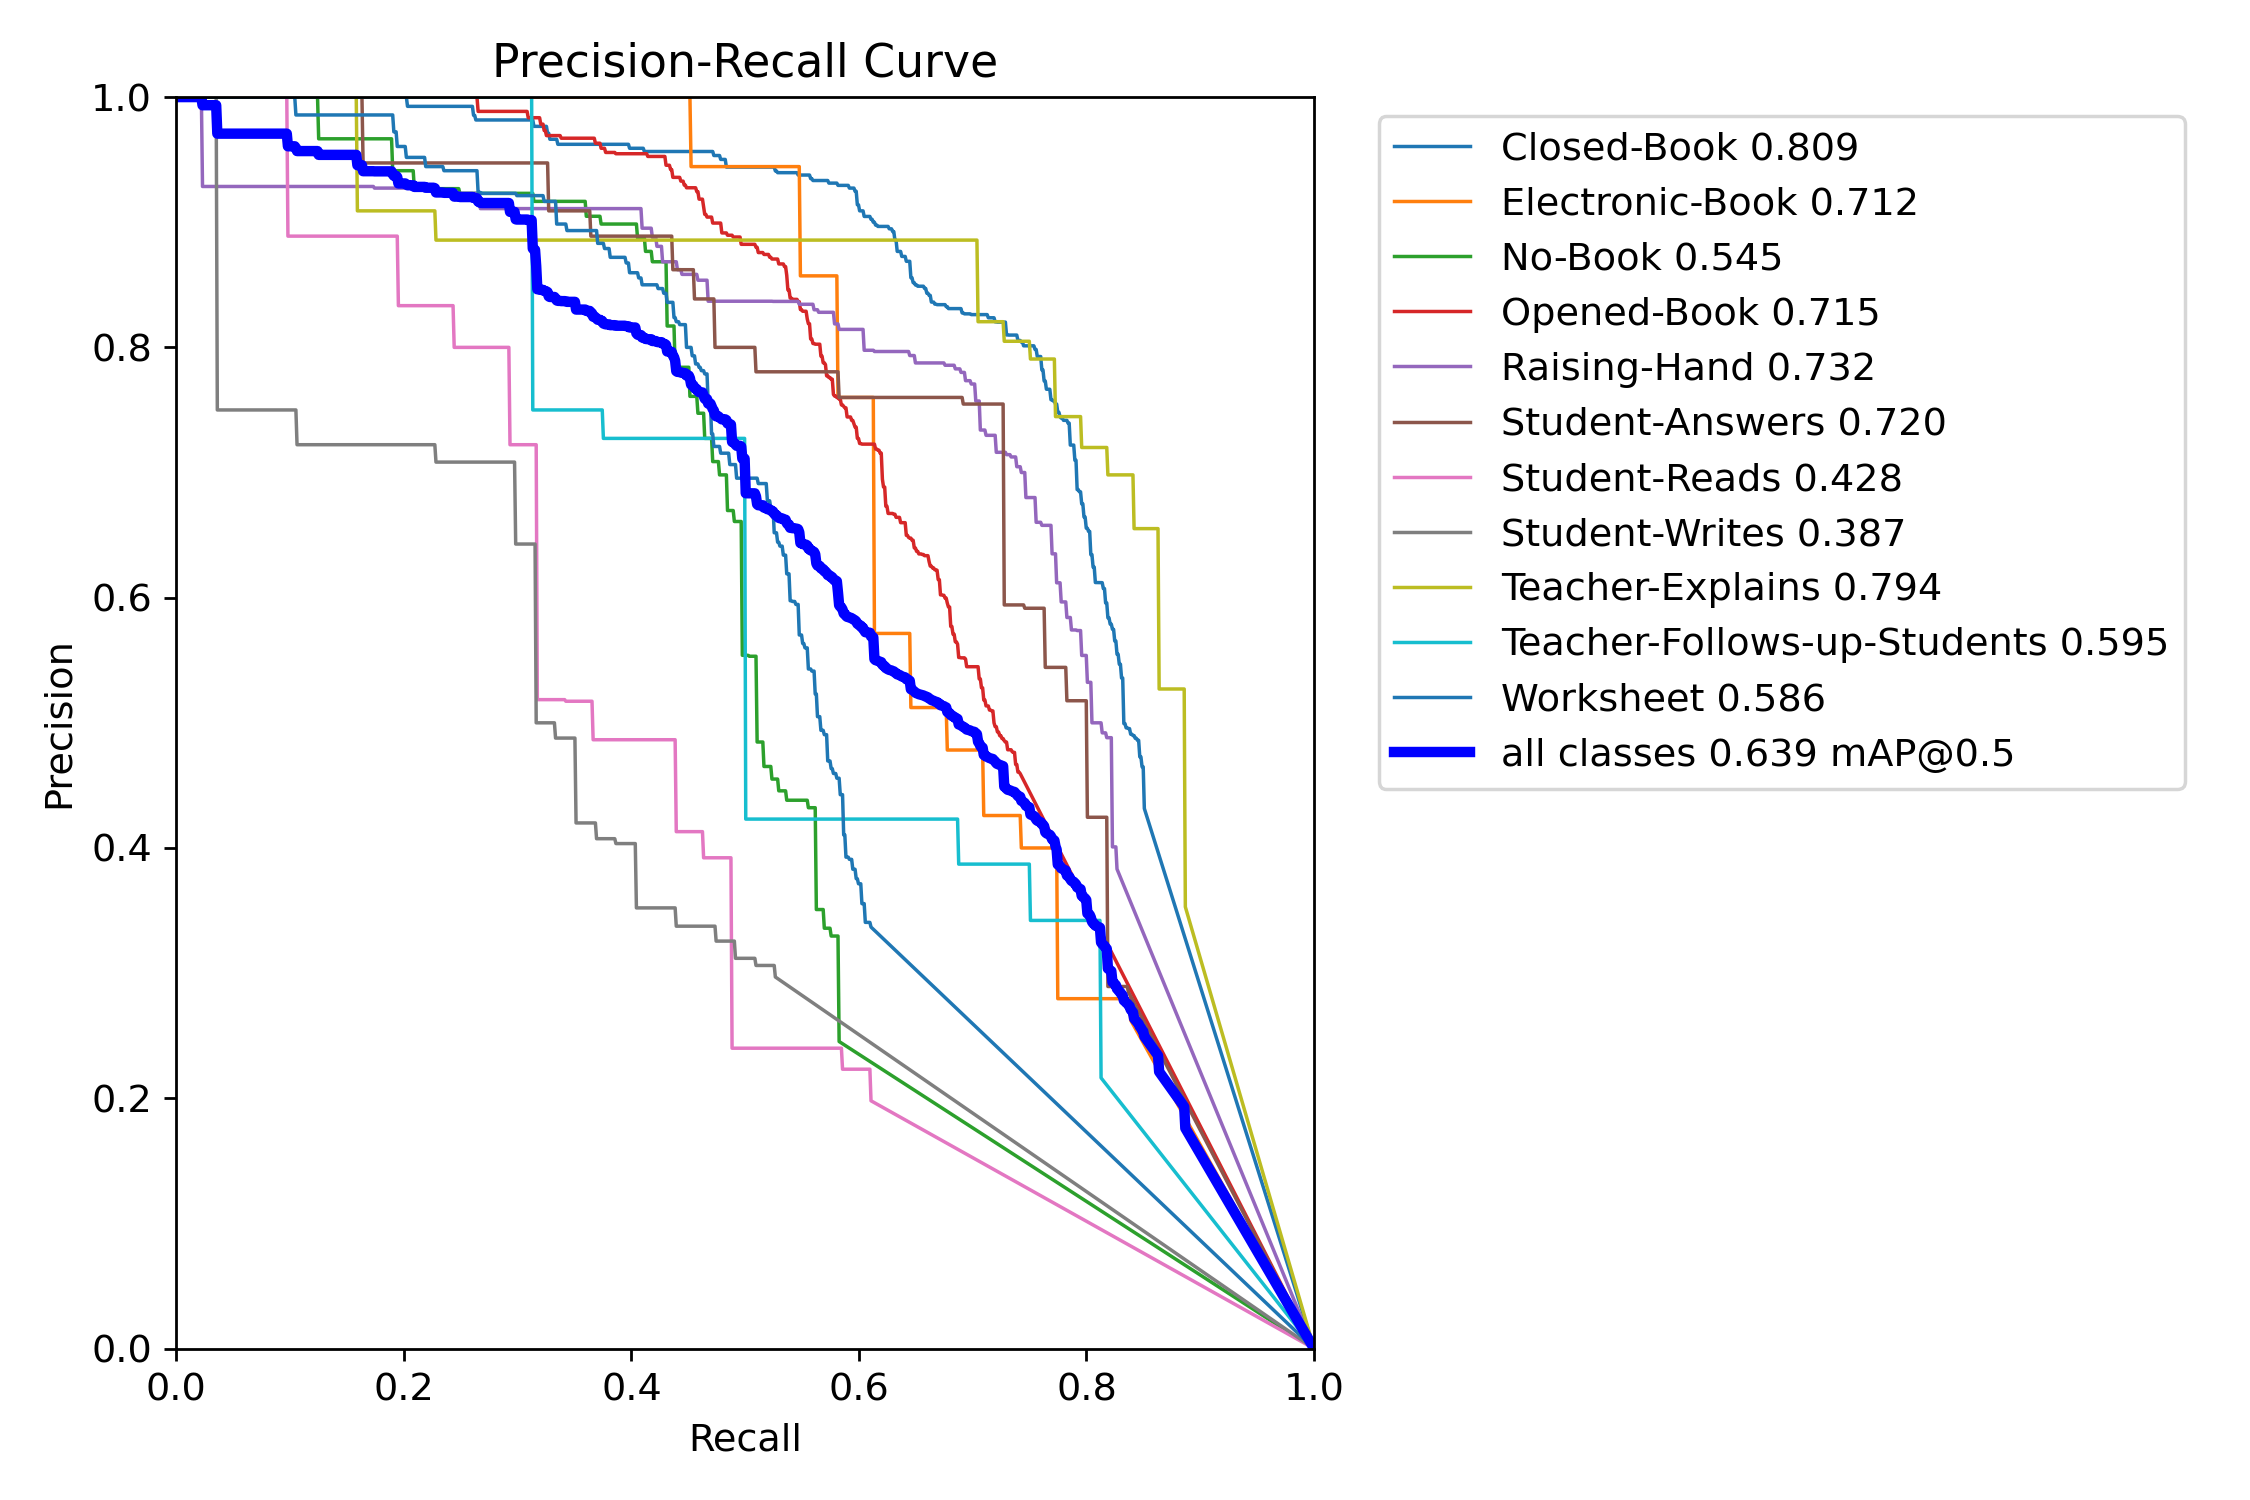 Precision-Recall Curve
1.0
0.8
0.6
0.4
0.2
0.0
Precision
0.0 0.2 0.4 0.6 0.8 1.0
Recall
Closed-Book 0.809
Electronic-Book 0.712
No-Book 0.545
Opened-Book 0.715
Raising-Hand 0.732
Student-Answers 0.720
Student-Reads 0.428
Student-Writes 0.387
Teacher-Explains 0.794
Teacher-Follows-up-Students 0.595
Worksheet 0.586
all classes 0.639 mAP@0.5